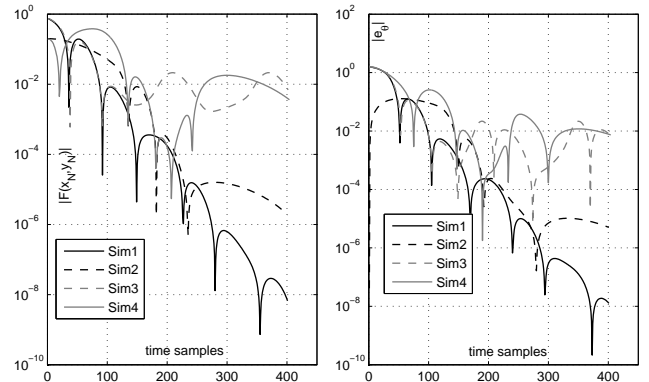 10^0
10^-2
10^-4
10^-6
10^-8
10^-10
0 100 200 300 400
|F(x_N, y_N)|
time samples
Sim1
Sim2
Sim3
Sim4
10^2
10^0
10^-2
10^-4
10^-6
10^-8
10^-10
0 100 200 300 400
|e_θ|
time samples
Sim1
Sim2
Sim3
Sim4